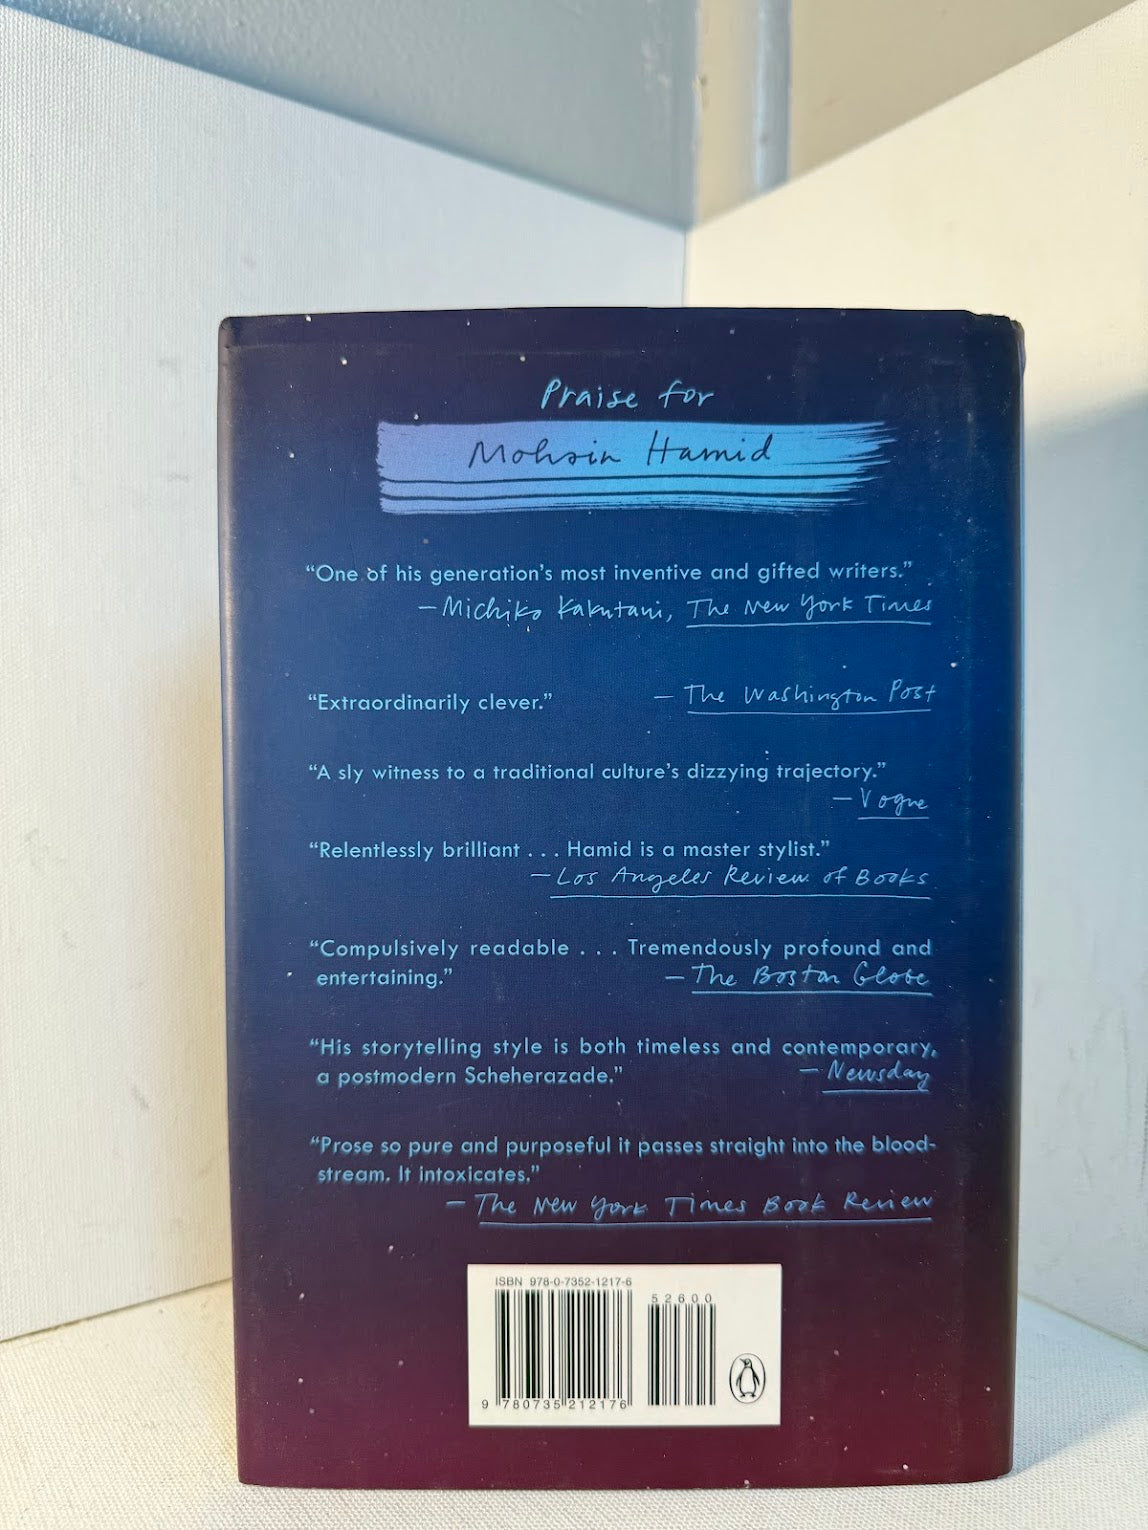 Praise for
Mohsin Hamid
“One of his generation’s most inventive and gifted writers.”
—Michiko Kakutani, The New York Times
“Extraordinarily clever.” — The Washington Post
“A sly witness to a traditional culture’s dizzying trajectory.”
—Vogue
“Relentlessly brilliant . . . Hamid is a master stylist.”
—Los Angeles Review of Books
“Compulsively readable . . . Tremendously profound and
entertaining.” —The Boston Globe
“His storytelling style is both timeless and contemporary,
a postmodern Scheherazade.” —Newsday
“Prose so pure and purposeful it passes straight into the blood-
stream. It intoxicates.”
—The New York Times Book Review
ISBN 978-0-7352-1217-6
52600
9 780735 212176